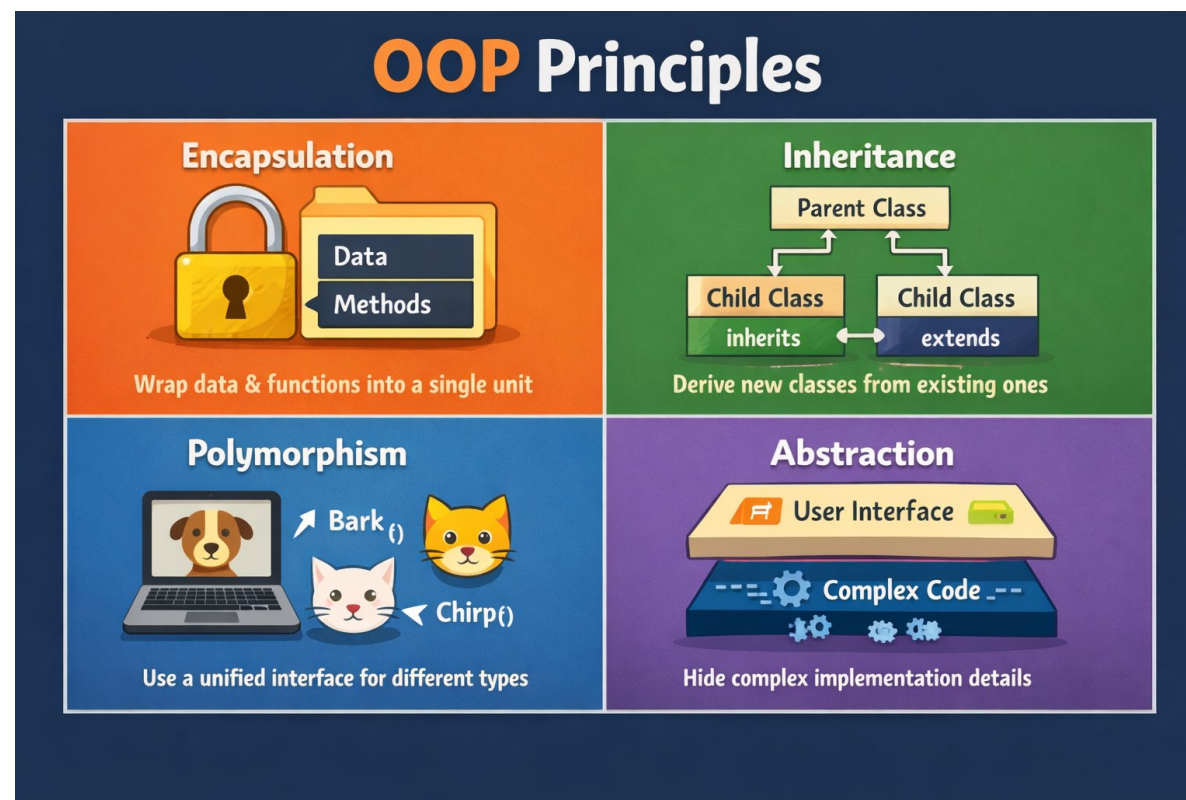 OOP Principles
Encapsulation
Data
Methods
Wrap data & functions into a single unit
Inheritance
Parent Class
Child Class
Child Class
inherits
extends
Derive new classes from existing ones
Polymorphism
Bark()
Chirp()
Use a unified interface for different types
Abstraction
User Interface
Complex Code
Hide complex implementation details